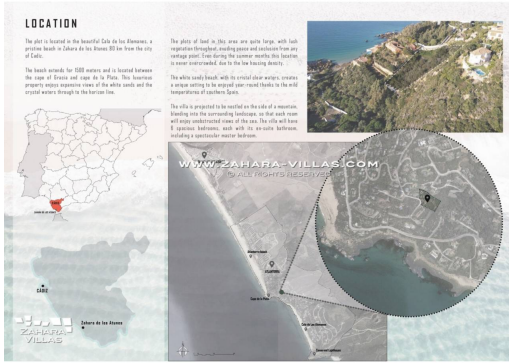 LOCATION
The plot is located in the beautiful Cala de los Alemanes, a
pristine beach in Zahara de los Atunes 80 km from the city
of Cadiz.
The beach extends for 1500 meters and is located between
the cape of Gracia and cape de la Plata. This luxurious
property enjoys expansive views of the white sands and the
crystal waters through to the horizon line.
The plots of land in this area are quite large, with lush
vegetation throughout, availing peace and seclusion from any
vantage point. Even during the summer months this location
is never overcrowded, due to the low housing density.
The white sandy beach, with its cristal clear waters, creates
a unique setting to be enjoyed year-round thanks to the mild
temperatures of southern Spain.
The villa is projected to be nestled on the side of a mountain,
blending into the surrounding landscape, so that each room
will enjoy unobstructed views of the sea. The villa will have
6 spacious bedrooms, each with its en-suite bathroom,
including a spectacular master bedroom.
WWW.ZAHARA-VILLAS.COM
© ALL RIGHTS RESERVED
CADIZ
Zahara de los Atunes
ZAHARA
VILLAS